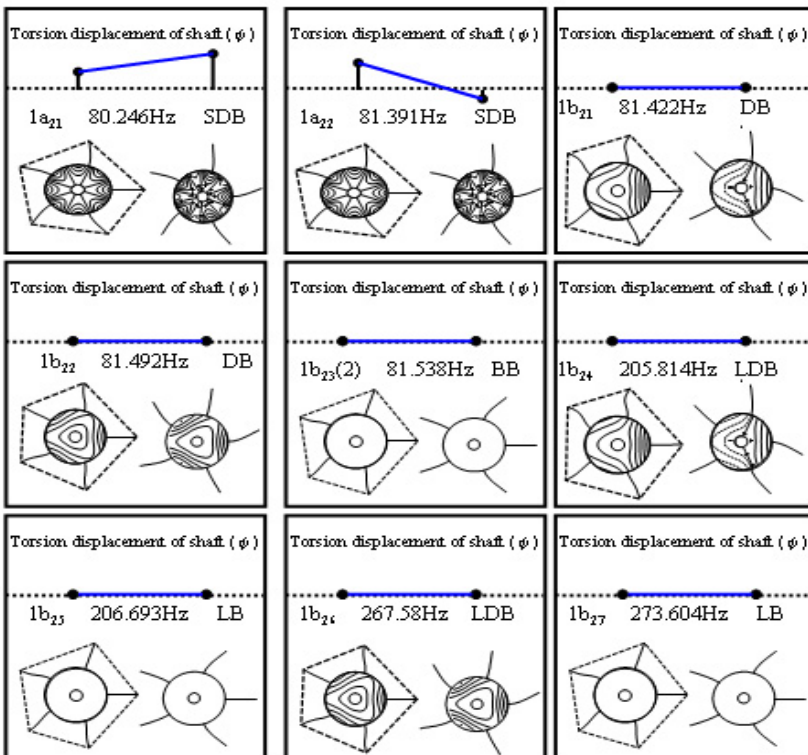 Torsion displacement of shaft ( φ )
1a₂₁ 80.246Hz SDB
Torsion displacement of shaft ( φ )
1a₂₂ 81.391Hz SDB
Torsion displacement of shaft ( φ )
1b₂₁ 81.422Hz DB
Torsion displacement of shaft ( φ )
1b₂₂ 81.492Hz DB
Torsion displacement of shaft ( φ )
1b₂₃(2) 81.538Hz BB
Torsion displacement of shaft ( φ )
1b₂₄ 205.814Hz LDB
Torsion displacement of shaft ( φ )
1b₂₅ 206.693Hz LB
Torsion displacement of shaft ( φ )
1b₂₆ 267.58Hz LDB
Torsion displacement of shaft ( φ )
1b₂₇ 273.604Hz LB